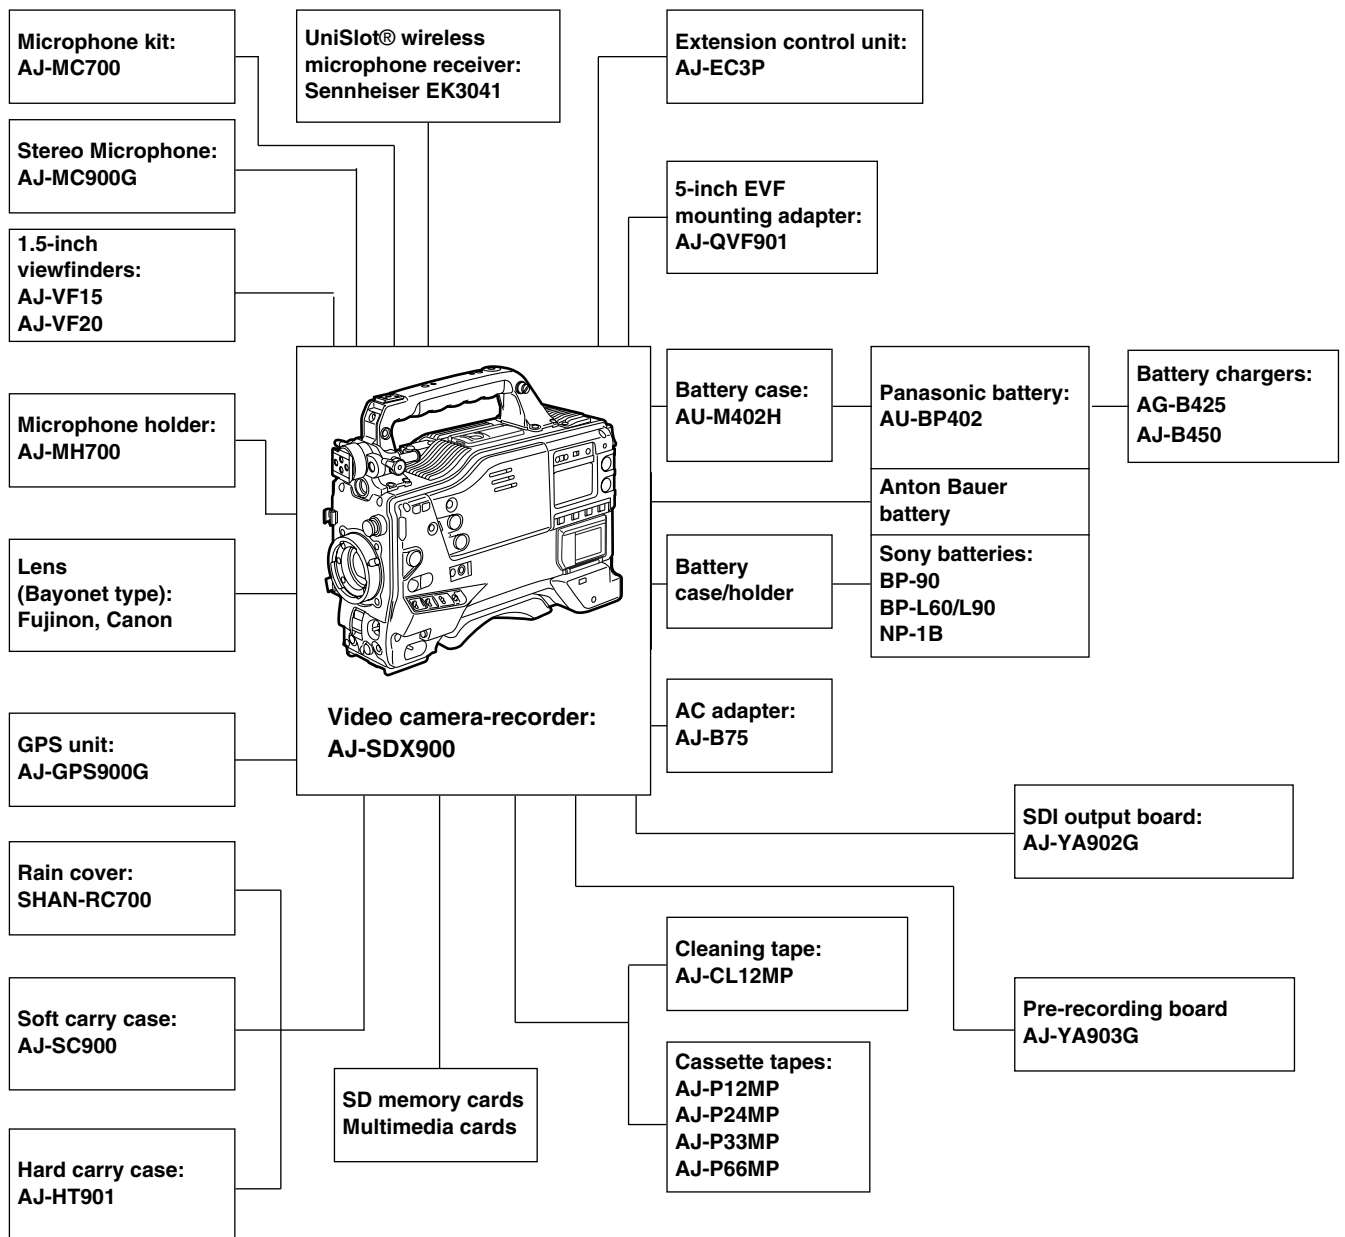 Microphone kit:
AJ-MC700
UniSlot® wireless
microphone receiver:
Sennheiser EK3041
Extension control unit:
AJ-EC3P
Stereo Microphone:
AJ-MC900G
5-inch EVF
mounting adapter:
AJ-QVF901
1.5-inch
viewfinders:
AJ-VF15
AJ-VF20
Microphone holder:
AJ-MH700
Battery case:
AU-M402H
Panasonic battery:
AU-BP402
Battery chargers:
AG-B425
AJ-B450
Anton Bauer
battery
Lens
(Bayonet type):
Fujinon, Canon
Battery
case/holder
Sony batteries:
BP-90
BP-L60/L90
NP-1B
Video camera-recorder:
AJ-SDX900
AC adapter:
AJ-B75
GPS unit:
AJ-GPS900G
SDI output board:
AJ-YA902G
Rain cover:
SHAN-RC700
Cleaning tape:
AJ-CL12MP
Soft carry case:
AJ-SC900
Pre-recording board
AJ-YA903G
SD memory cards
Multimedia cards
Cassette tapes:
AJ-P12MP
AJ-P24MP
AJ-P33MP
AJ-P66MP
Hard carry case:
AJ-HT901